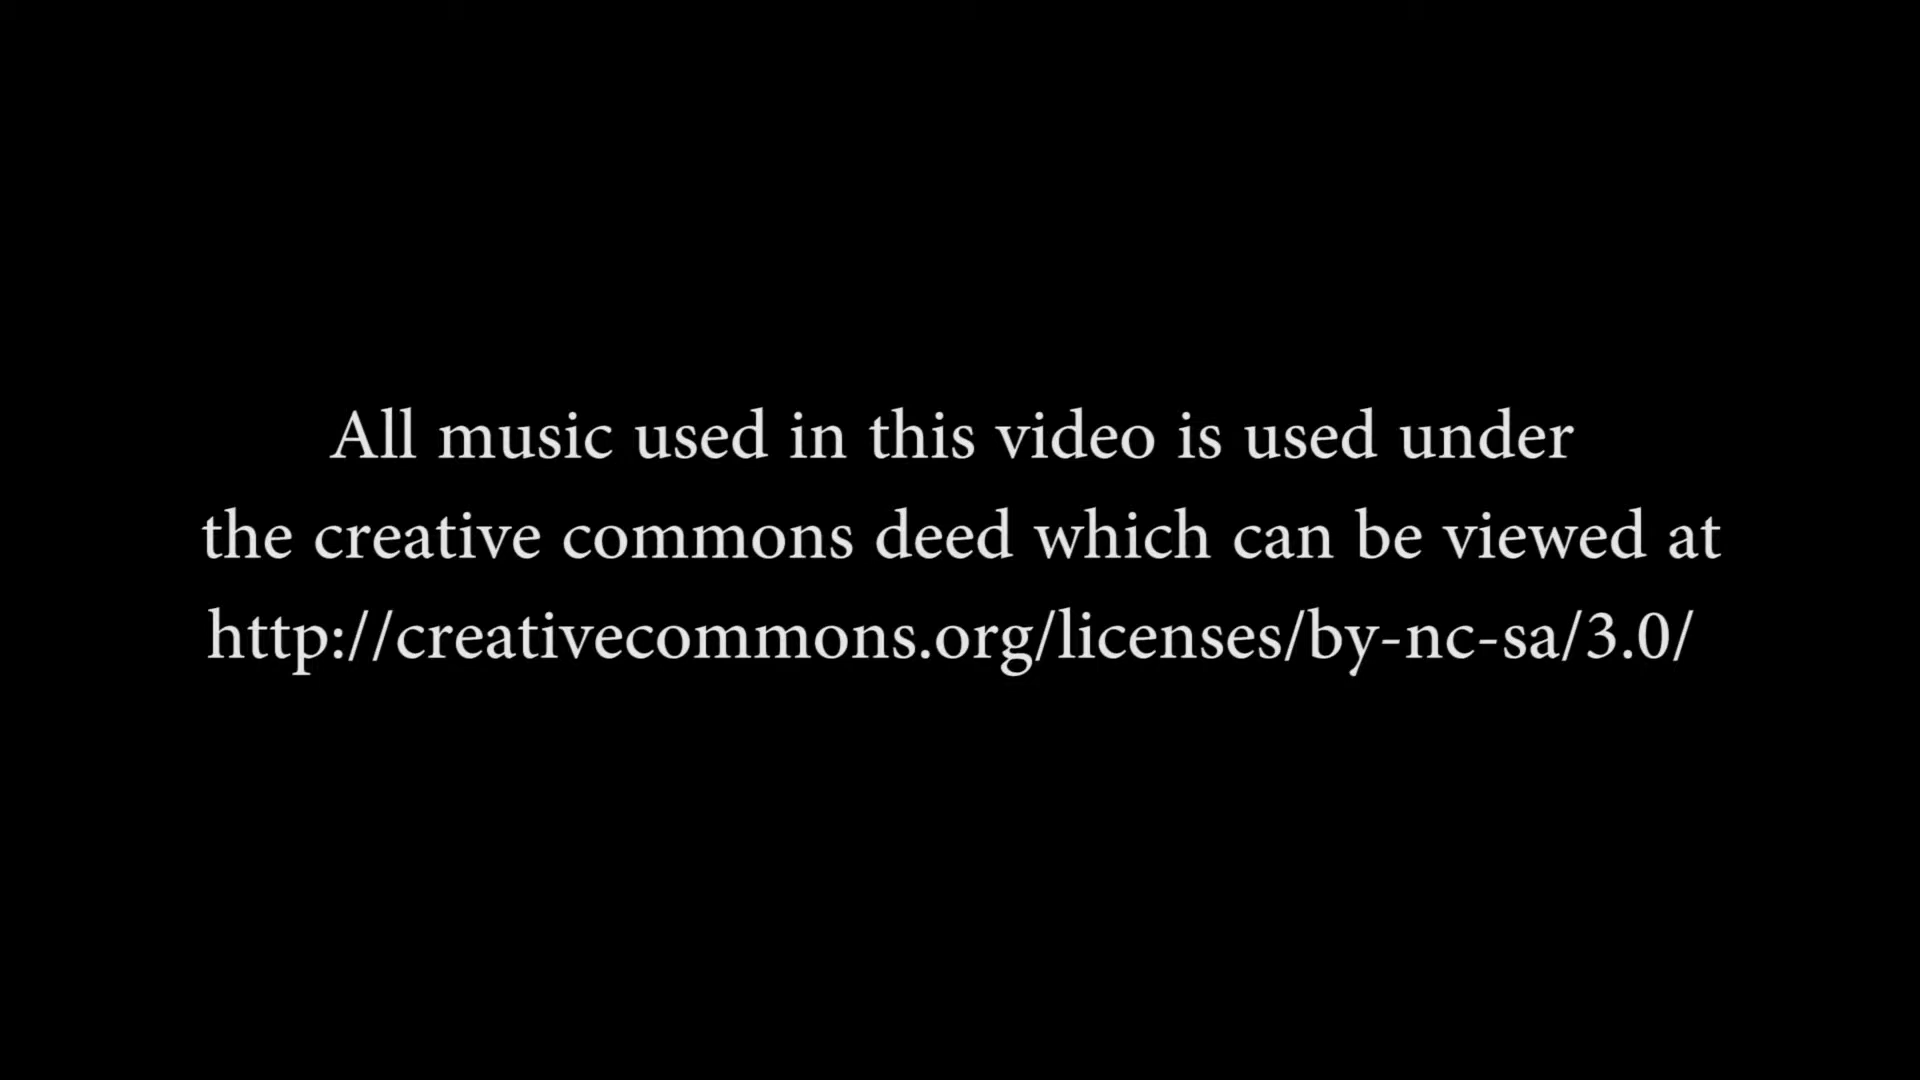 All music used in this video is used under
the creative commons deed which can be viewed at
http://creativecommons.org/licenses/by-nc-sa/3.0/